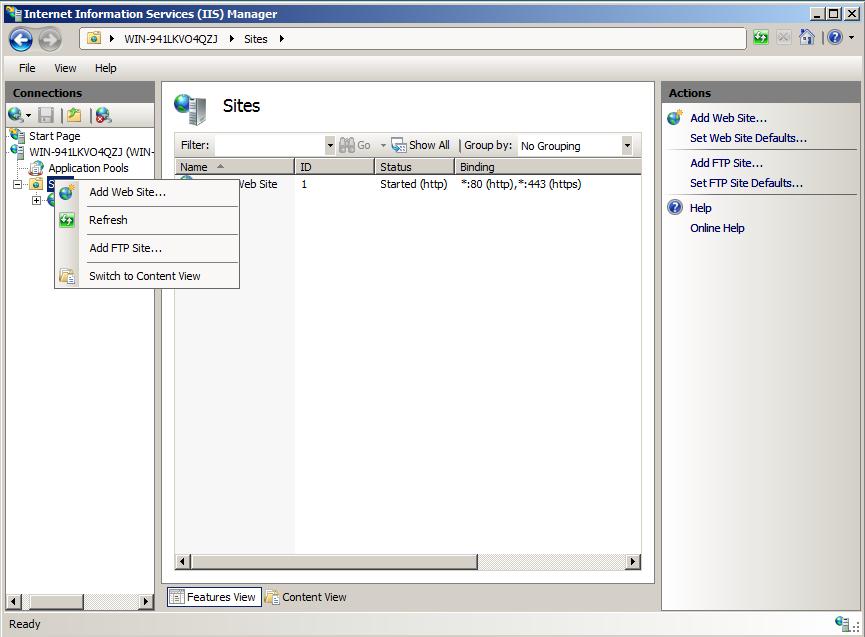 Internet Information Services (IIS) Manager
WIN-941LKVO4QZJ Sites
File View Help
Connections
Start Page
WIN-941LKVO4QZJ (WIN-
Application Pools
S
Add Web Site...
Refresh
Add FTP Site...
Switch to Content View
Sites
Filter: Go Show All Group by: No Grouping
Name ID Status Binding
Web Site 1 Started (http) *:80 (http),*:443 (https)
Features View Content View
Actions
Add Web Site...
Set Web Site Defaults...
Add FTP Site...
Set FTP Site Defaults...
Help
Online Help
Ready